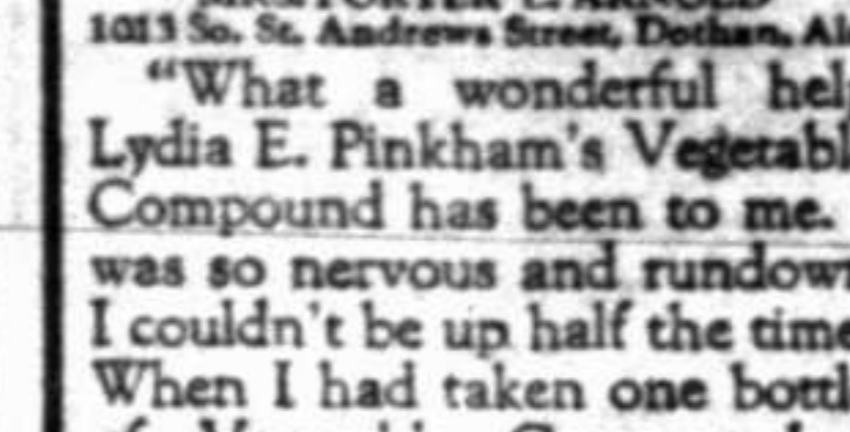 1013 So. St. Andrews Street, Dothan, Al
"What a wonderful hel
Lydia E. Pinkham's Vegetabl
Compound has been to me.
was so nervous and rundown
I couldn't be up half the time
When I had taken one bottl